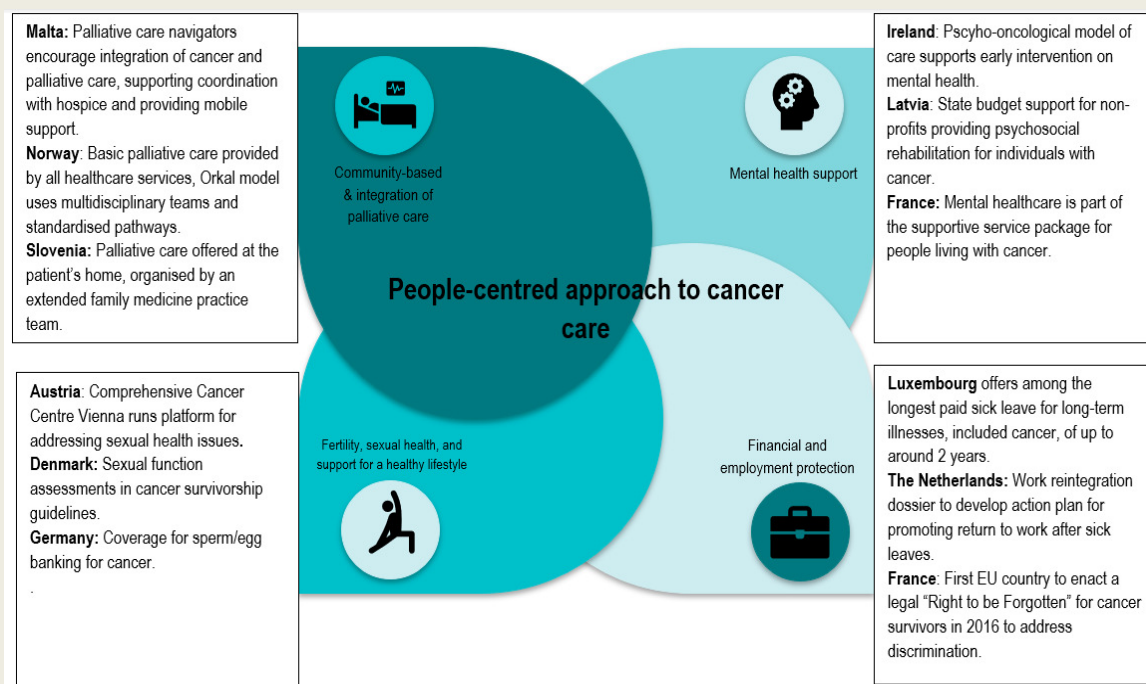 Malta: Palliative care navigators
encourage integration of cancer and
palliative care, supporting coordination
with hospice and providing mobile
support.
Norway: Basic palliative care provided
by all healthcare services, Orkal model
uses multidisciplinary teams and
standardised pathways.
Slovenia: Palliative care offered at the
patient's home, organised by an
extended family medicine practice
team.
Community-based
& integration of
palliative care
Mental health support
Ireland: Pscyho-oncological model of
care supports early intervention on
mental health.
Latvia: State budget support for non-
profits providing psychosocial
rehabilitation for individuals with
cancer.
France: Mental healthcare is part of
the supportive service package for
people living with cancer.
People-centred approach to cancer
care
Austria: Comprehensive Cancer
Centre Vienna runs platform for
addressing sexual health issues.
Denmark: Sexual function
assessments in cancer survivorship
guidelines.
Germany: Coverage for sperm/egg
banking for cancer.
.
Fertility, sexual health, and
support for a healthy lifestyle
Financial and
employment protection
Luxembourg offers among the
longest paid sick leave for long-term
illnesses, included cancer, of up to
around 2 years.
The Netherlands: Work reintegration
dossier to develop action plan for
promoting return to work after sick
leaves.
France: First EU country to enact a
legal “Right to be Forgotten” for cancer
survivors in 2016 to address
discrimination.